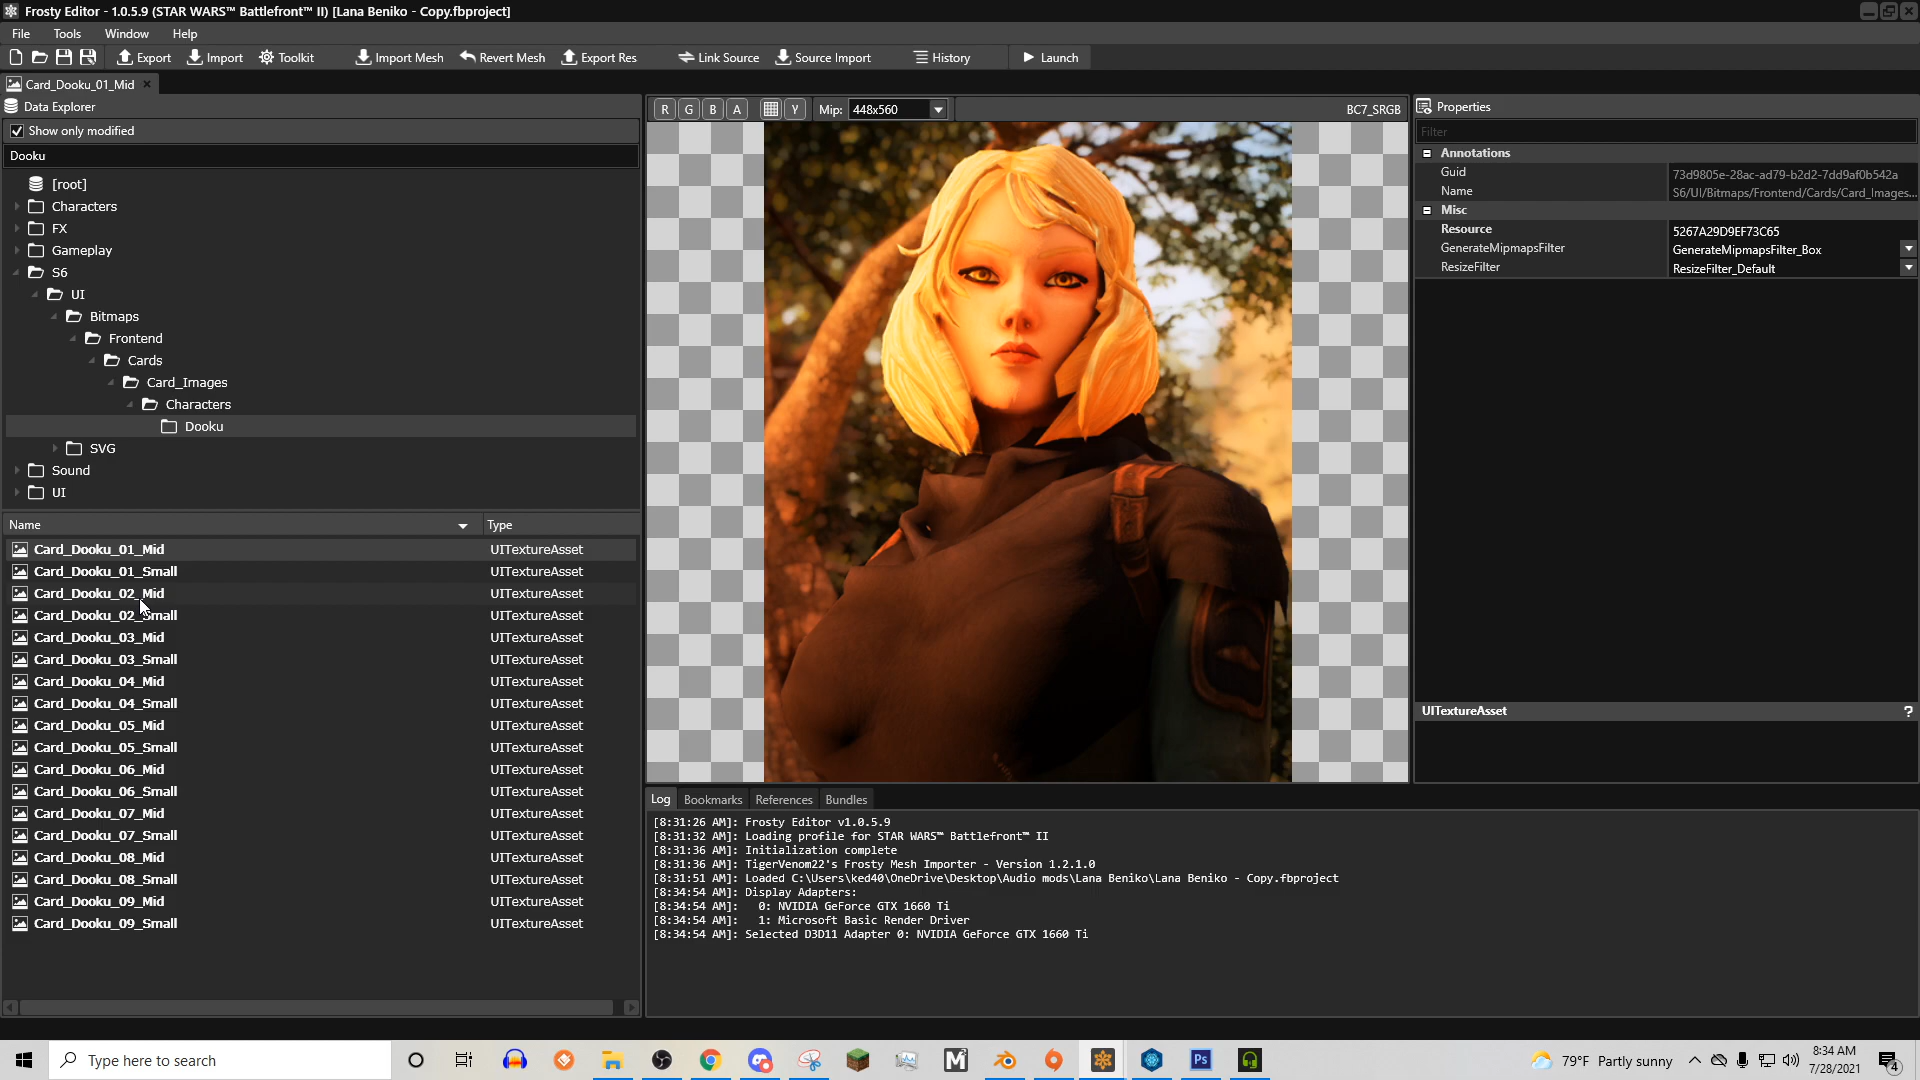 Frosty Editor - 1.0.5.9 (STAR WARS™ Battlefront™ II) [Lana Beniko - Copy.fbproject]
File Tools Window Help
Export Import Toolkit Import Mesh Revert Mesh Export Res Link Source Source Import History Launch
Card_Dooku_01_Mid
Data Explorer
Show only modified
Dooku
[root]
Characters
FX
Gameplay
S6
UI
Bitmaps
Frontend
Cards
Card_Images
Characters
Dooku
SVG
Sound
UI
Name Type
Card_Dooku_01_Mid UITextureAsset
Card_Dooku_01_Small UITextureAsset
Card_Dooku_02_Mid UITextureAsset
Card_Dooku_02_Small UITextureAsset
Card_Dooku_03_Mid UITextureAsset
Card_Dooku_03_Small UITextureAsset
Card_Dooku_04_Mid UITextureAsset
Card_Dooku_04_Small UITextureAsset
Card_Dooku_05_Mid UITextureAsset
Card_Dooku_05_Small UITextureAsset
Card_Dooku_06_Mid UITextureAsset
Card_Dooku_06_Small UITextureAsset
Card_Dooku_07_Mid UITextureAsset
Card_Dooku_07_Small UITextureAsset
Card_Dooku_08_Mid UITextureAsset
Card_Dooku_08_Small UITextureAsset
Card_Dooku_09_Mid UITextureAsset
Card_Dooku_09_Small UITextureAsset
R G B A Y Mip: 448x560 BC7_SRGB
Properties
Filter
Annotations
Guid 73d9805e-28ac-ad79-b2d2-7dd9af0b542a
Name S6/UI/Bitmaps/Frontend/Cards/Card_Images...
Misc
Resource 5267A29D9EF73C65
GenerateMipmapsFilter GenerateMipmapsFilter_Box
ResizeFilter ResizeFilter_Default
UITextureAsset ?
Log Bookmarks References Bundles
[8:31:26 AM]: Frosty Editor v1.0.5.9
[8:31:32 AM]: Loading profile for STAR WARS™ Battlefront™ II
[8:31:36 AM]: Initialization complete
[8:31:36 AM]: TigerVenom22's Frosty Mesh Importer - Version 1.2.1.0
[8:31:51 AM]: Loaded C:\Users\ked40\OneDrive\Desktop\Audio mods\Lana Beniko\Lana Beniko - Copy.fbproject
[8:34:54 AM]: Display Adapters:
[8:34:54 AM]: 0: NVIDIA GeForce GTX 1660 Ti
[8:34:54 AM]: 1: Microsoft Basic Render Driver
[8:34:54 AM]: Selected D3D11 Adapter 0: NVIDIA GeForce GTX 1660 Ti
Type here to search
M
Ps
79°F Partly sunny
8:34 AM
7/28/2021
4